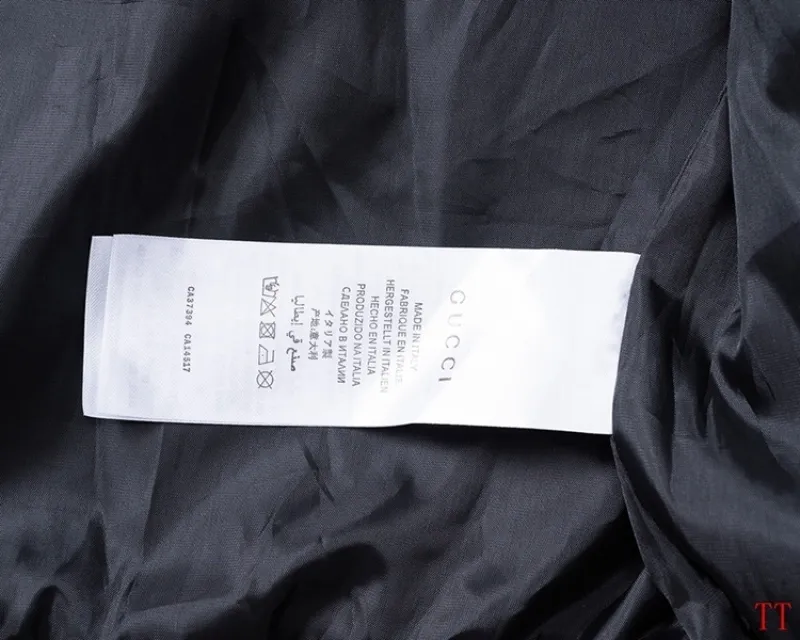 GUCCI
MADE IN ITALY
FABRIQUE EN ITALIE
HERGESTELLT IN ITALIEN
HECHO EN ITALIA
PRODUZIDO NA ITALIA
СДЕЛАНО В ИТАЛИИ
イタリア製
产地:意大利
صنع في إيطاليا
CA37394 CA14517
TT